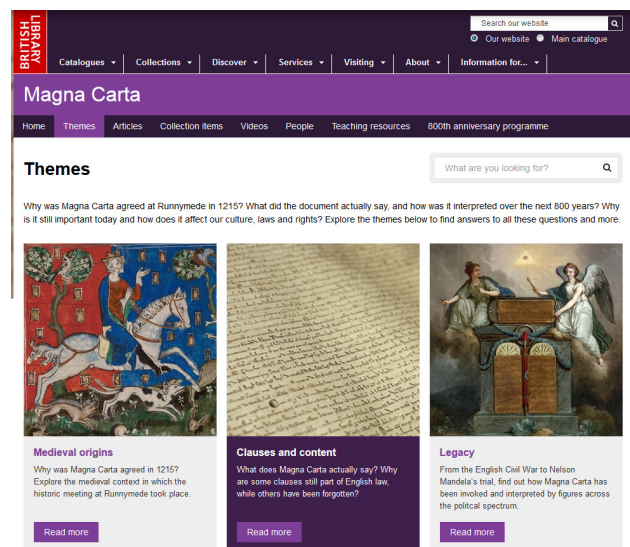 BRITISH
LIBRARY
Search our website
Our website Main catalogue
Catalogues Collections Discover Services Visiting About Information for...
Magna Carta
Home Themes Articles Collection items Videos People Teaching resources 800th anniversary programme
Themes
What are you looking for?
Why was Magna Carta agreed at Runnymede in 1215? What did the document actually say, and how was it interpreted over the next 800 years? Why
is it still important today and how does it affect our culture, laws and rights? Explore the themes below to find answers to all these questions and more.
Medieval origins
Why was Magna Carta agreed in 1215?
Explore the medieval context in which the
historic meeting at Runnymede took place.
Read more
Clauses and content
What does Magna Carta actually say? Why
are some clauses still part of English law,
while others have been forgotten?
Read more
Legacy
From the English Civil War to Nelson
Mandela's trial, find out how Magna Carta has
been invoked and interpreted by figures across
the politcal spectrum.
Read more